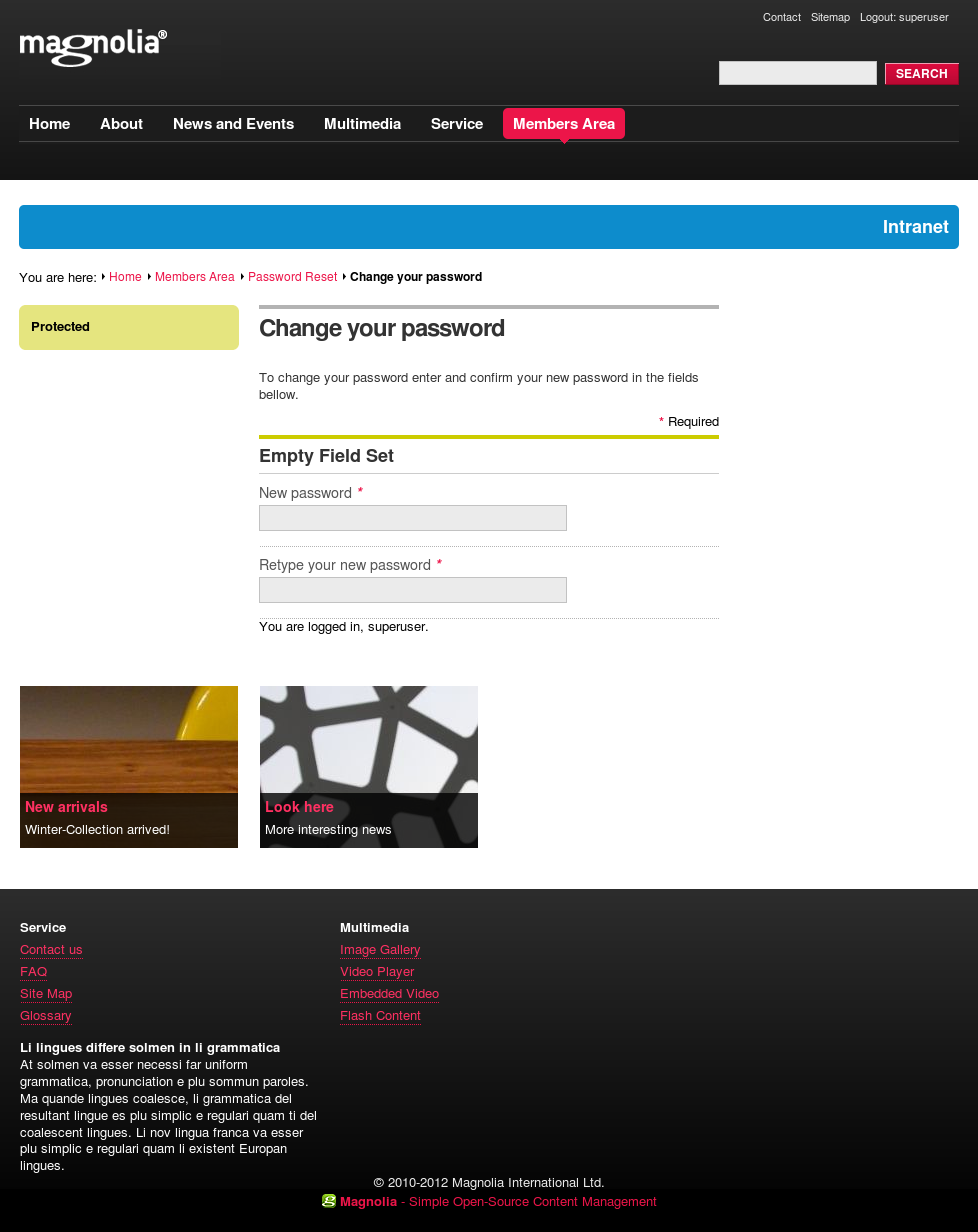 Contact Sitemap Logout: superuser
magnolia®
SEARCH
Home About News and Events Multimedia Service Members Area
Intranet
You are here: Home Members Area Password Reset Change your password
Protected
Change your password
To change your password enter and confirm your new password in the fields
bellow.
* Required
Empty Field Set
New password *
Retype your new password *
You are logged in, superuser.
New arrivals
Winter-Collection arrived!
Look here
More interesting news
Service
Contact us
FAQ
Site Map
Glossary
Multimedia
Image Gallery
Video Player
Embedded Video
Flash Content
Li lingues differe solmen in li grammatica
At solmen va esser necessi far uniform
grammatica, pronunciation e plu sommun paroles.
Ma quande lingues coalesce, li grammatica del
resultant lingue es plu simplic e regulari quam ti del
coalescent lingues. Li nov lingua franca va esser
plu simplic e regulari quam li existent Europan
lingues.
© 2010-2012 Magnolia International Ltd.
Magnolia - Simple Open-Source Content Management